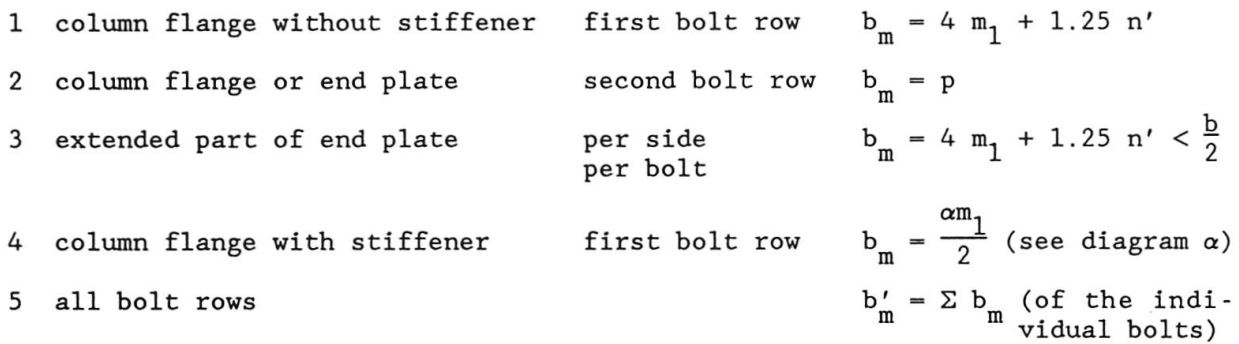 1 column flange without stiffener first bolt row b_m = 4 m_1 + 1.25 n′
2 column flange or end plate second bolt row b_m = p
3 extended part of end plate per side b_m = 4 m_1 + 1.25 n′ < b/2
per bolt
4 column flange with stiffener first bolt row b_m = αm_1/2 (see diagram α)
5 all bolt rows b′_m = Σ b_m (of the indi-
vidual bolts)